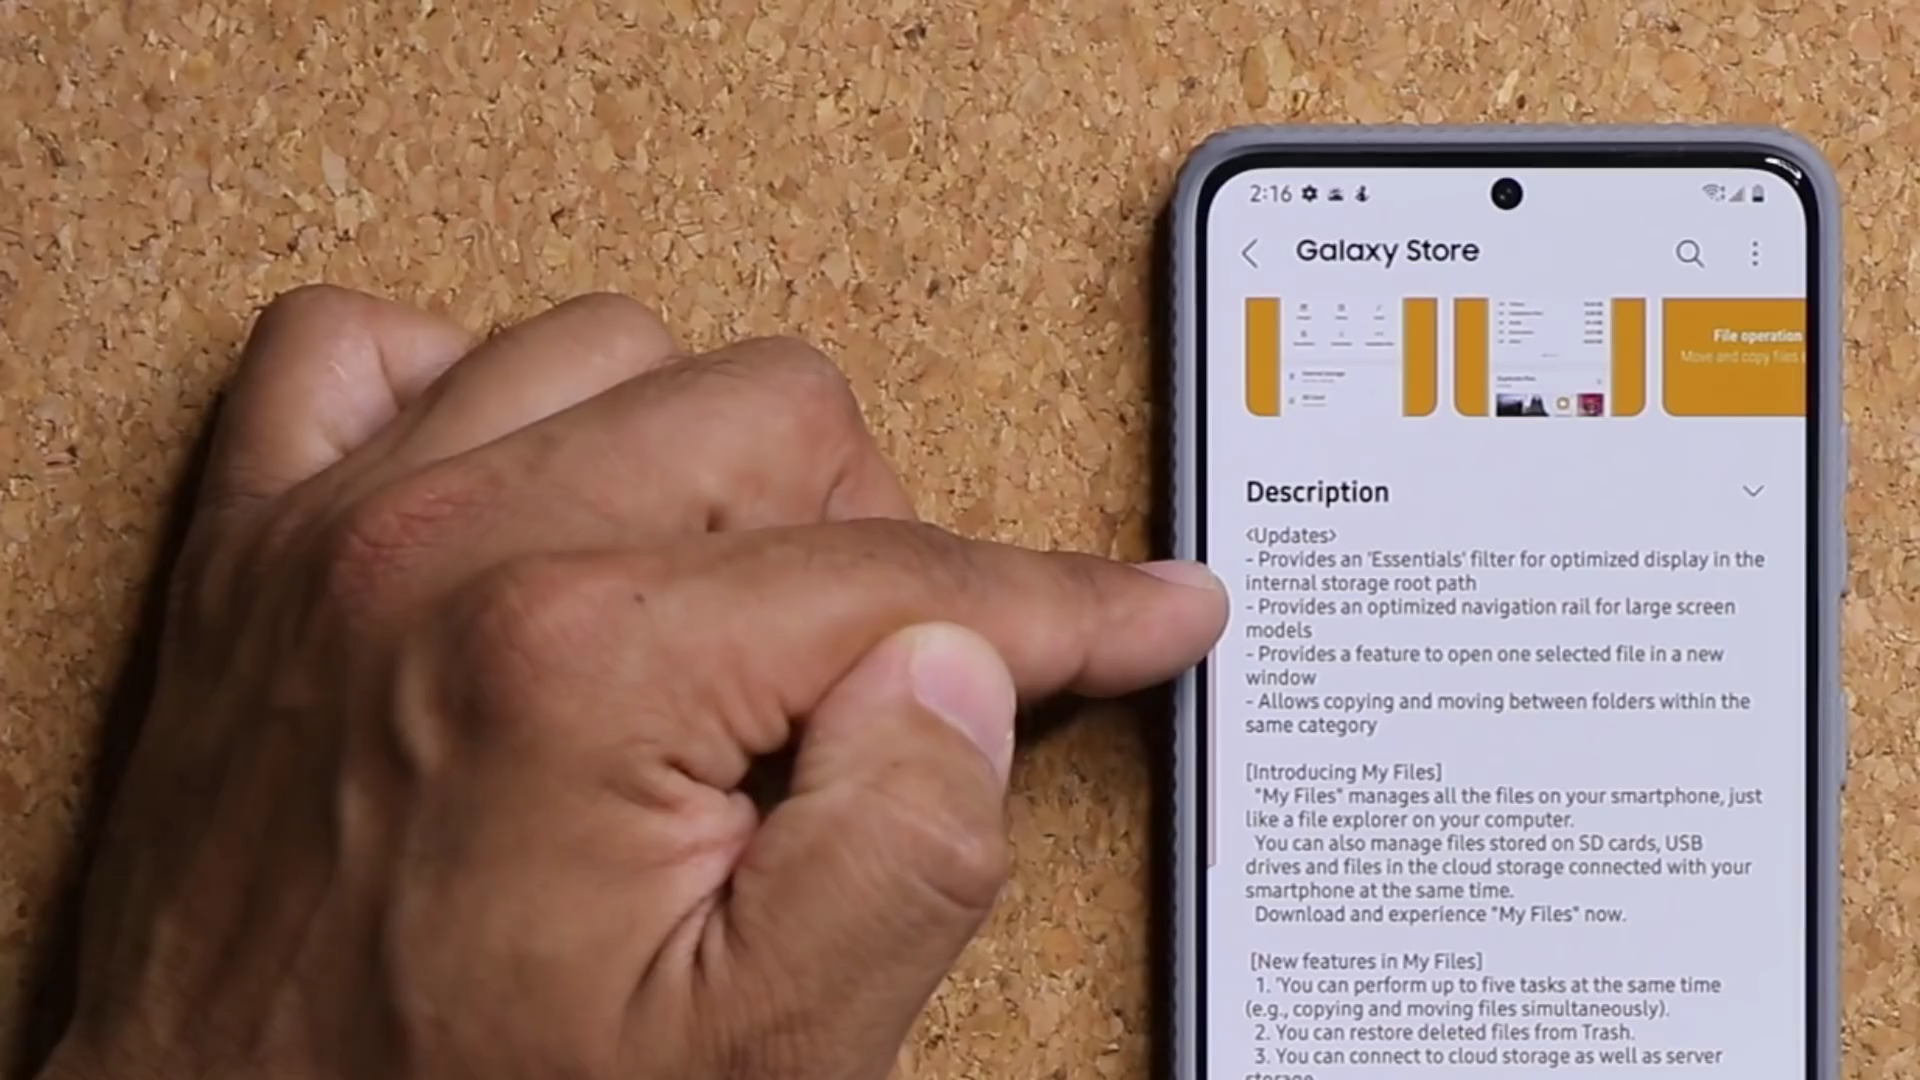 2:16
Galaxy Store
File operation
Move and copy files
Description
<Updates>
- Provides an 'Essentials' filter for optimized display in the
internal storage root path
- Provides an optimized navigation rail for large screen
models
- Provides a feature to open one selected file in a new
window
- Allows copying and moving between folders within the
same category
[Introducing My Files]
"My Files" manages all the files on your smartphone, just
like a file explorer on your computer.
You can also manage files stored on SD cards, USB
drives and files in the cloud storage connected with your
smartphone at the same time.
Download and experience "My Files" now.
[New features in My Files]
1. 'You can perform up to five tasks at the same time
(e.g., copying and moving files simultaneously).
2. You can restore deleted files from Trash.
3. You can connect to cloud storage as well as server
storage